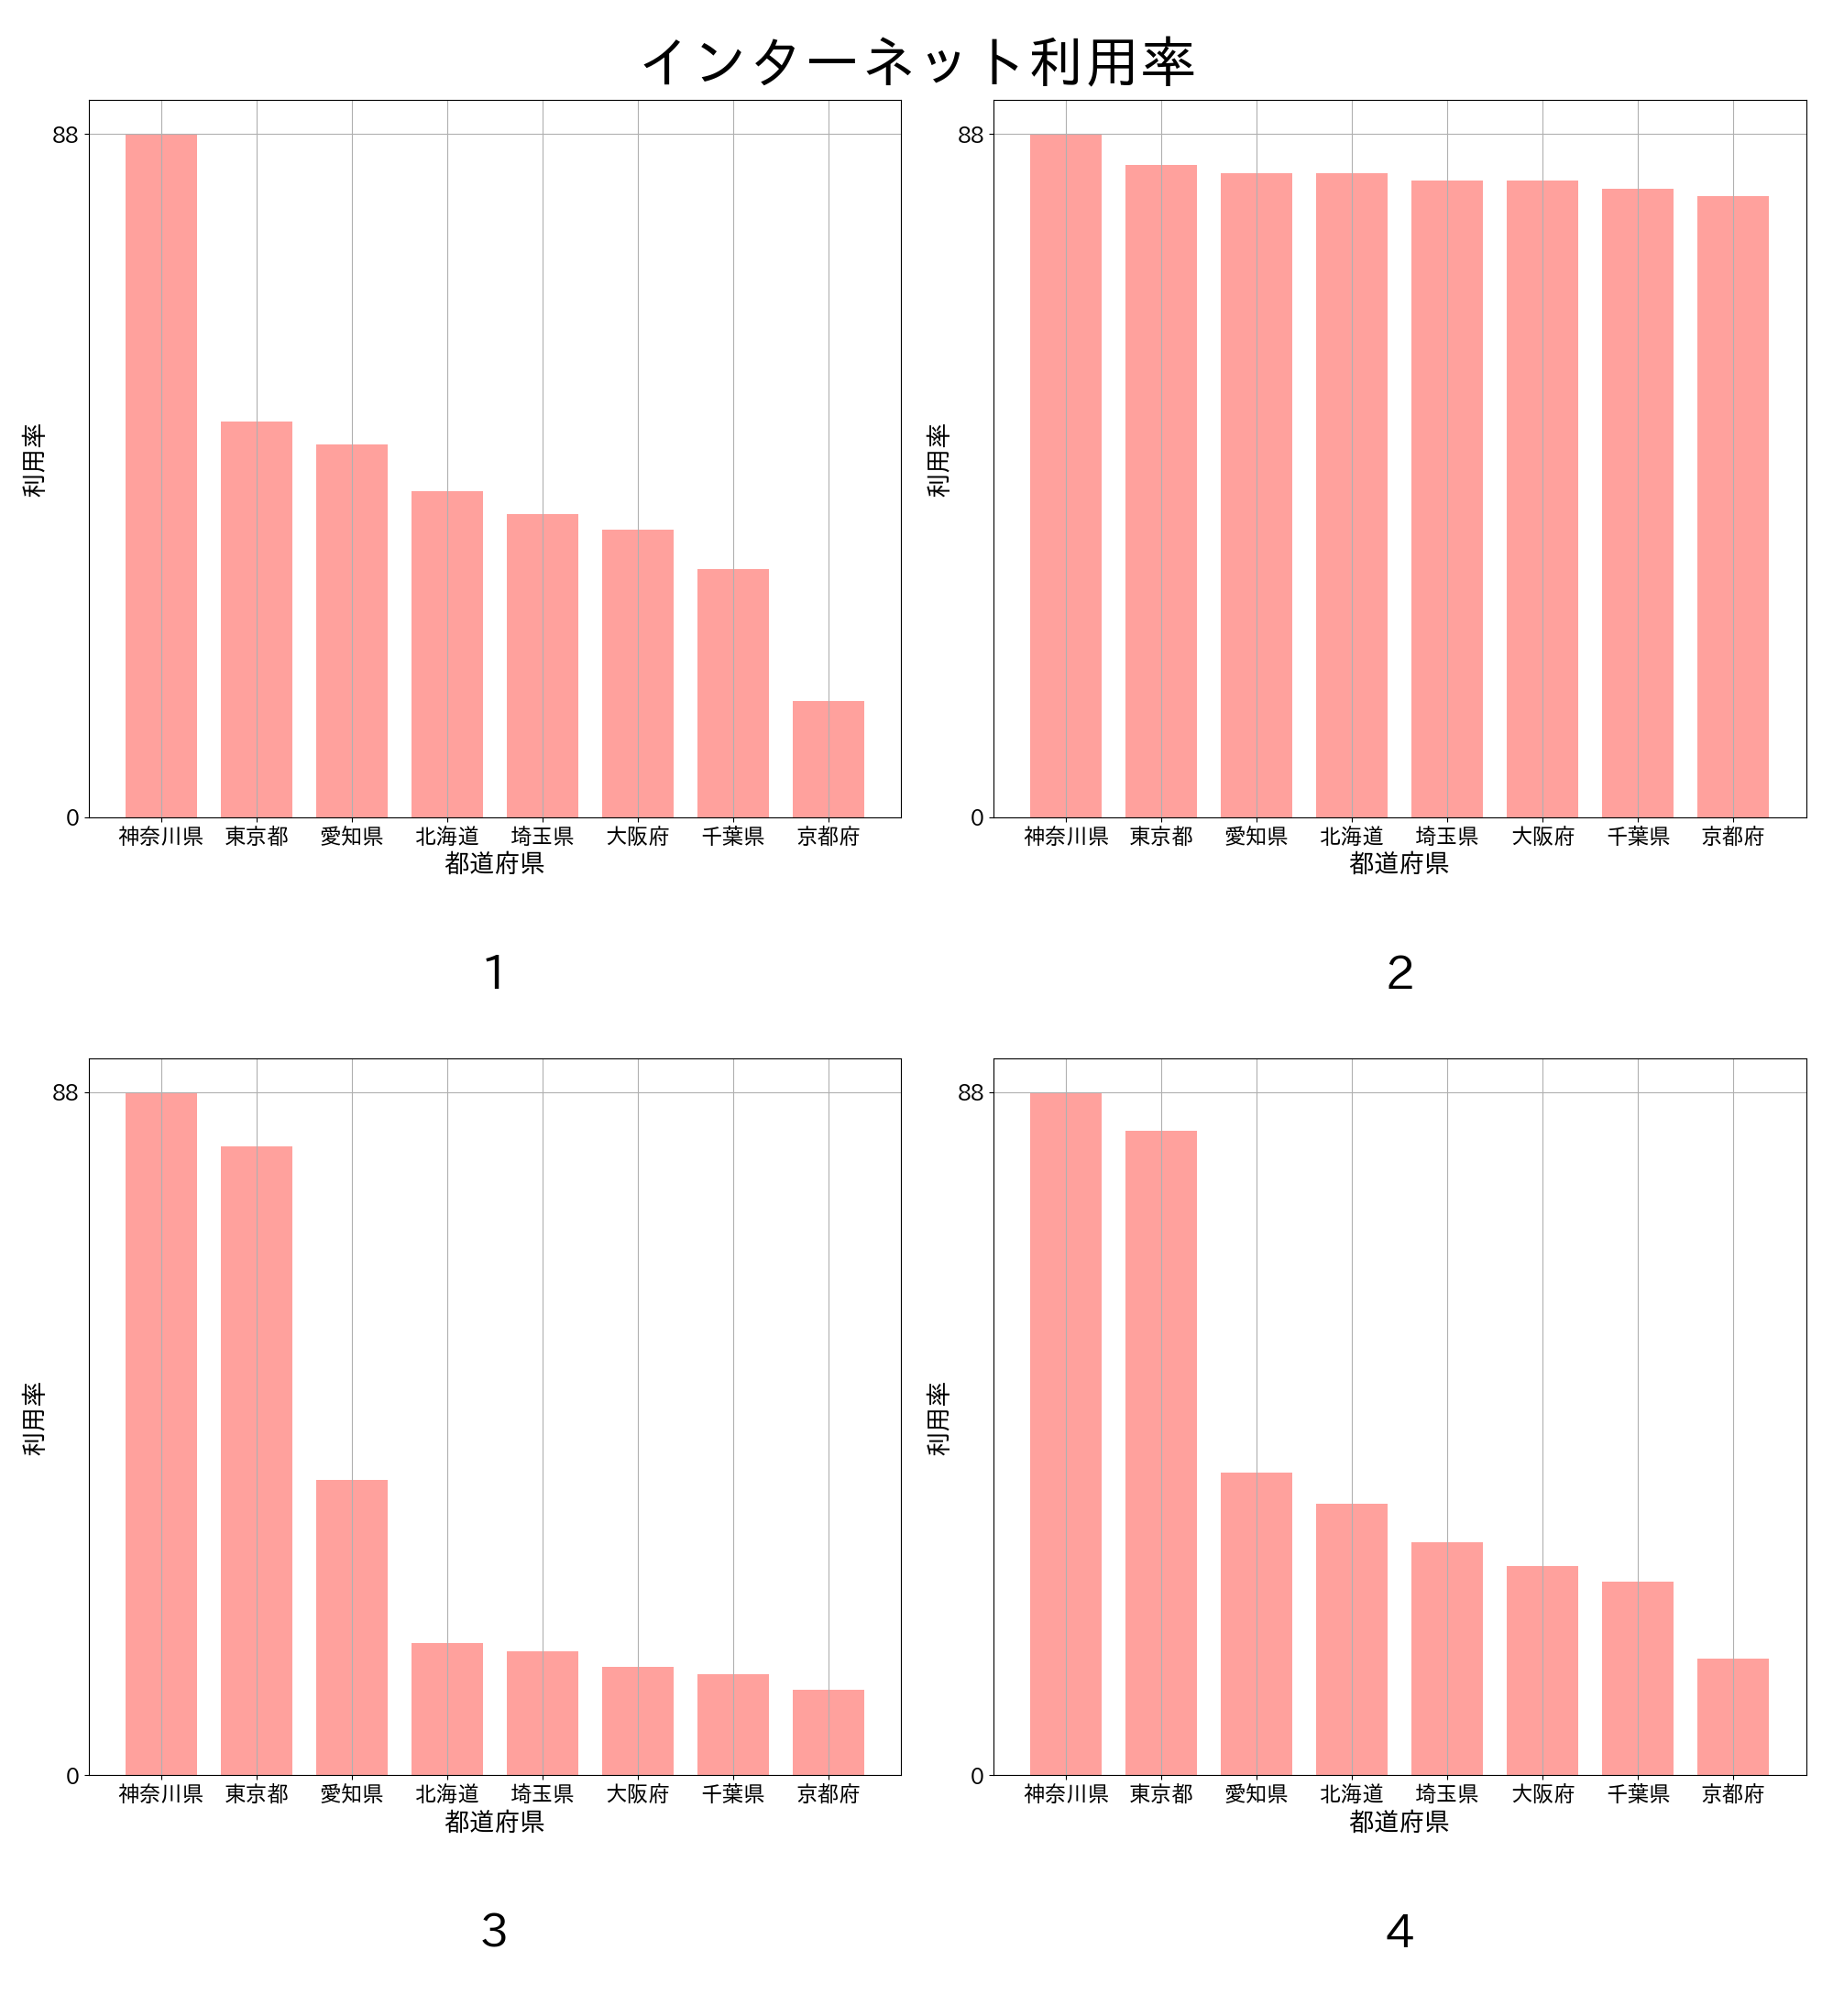 インターネット利用率
88
利用率
0
神奈川県 東京都 愛知県 北海道 埼玉県 大阪府 千葉県 京都府
都道府県
1
88
利用率
0
神奈川県 東京都 愛知県 北海道 埼玉県 大阪府 千葉県 京都府
都道府県
2
88
利用率
0
神奈川県 東京都 愛知県 北海道 埼玉県 大阪府 千葉県 京都府
都道府県
3
88
利用率
0
神奈川県 東京都 愛知県 北海道 埼玉県 大阪府 千葉県 京都府
都道府県
4